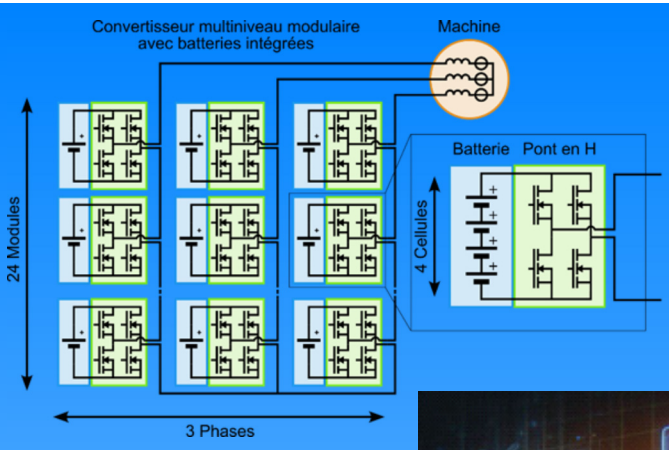 Convertisseur multiniveau modulaire
avec batteries intégrées
Machine
24 Modules
Batterie
Pont en H
4 Cellules
3 Phases